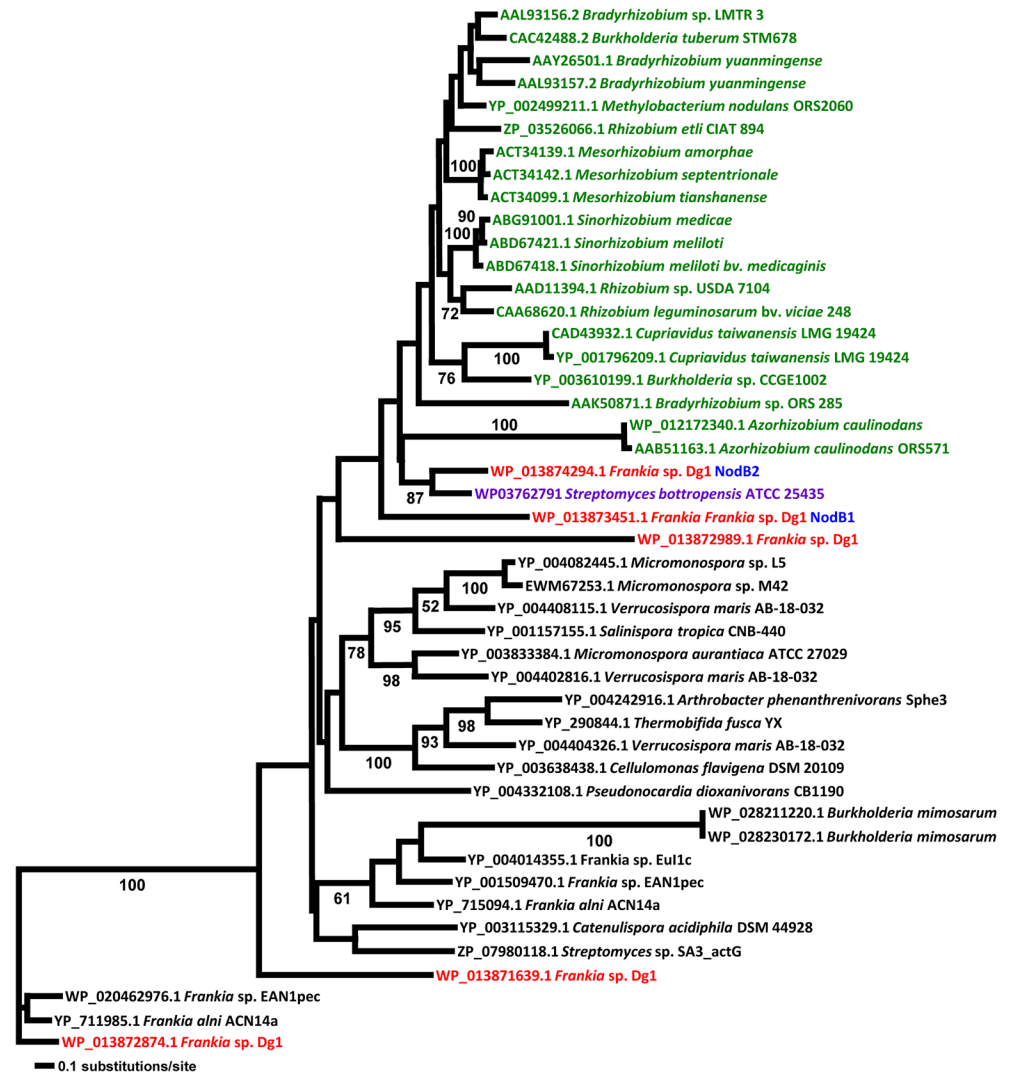 AAL93156.2 Bradyrhizobium sp. LMTR 3
CAC42488.2 Burkholderia tuberum STM678
AAY26501.1 Bradyrhizobium yuanmingense
AAL93157.2 Bradyrhizobium yuanmingense
YP_002499211.1 Methylobacterium nodulans ORS2060
ZP_03526066.1 Rhizobium etli CIAT 894
ACT34139.1 Mesorhizobium amorphae
100
ACT34142.1 Mesorhizobium septentrionale
ACT34099.1 Mesorhizobium tianshanense
90
ABG91001.1 Sinorhizobium medicae
100
ABD67421.1 Sinorhizobium meliloti
ABD67418.1 Sinorhizobium meliloti bv. medicaginis
AAD11394.1 Rhizobium sp. USDA 7104
72
CAA68620.1 Rhizobium leguminosarum bv. viciae 248
CAD43932.1 Cupriavidus taiwanensis LMG 19424
100
YP_001796209.1 Cupriavidus taiwanensis LMG 19424
76
YP_003610199.1 Burkholderia sp. CCGE1002
AAK50871.1 Bradyrhizobium sp. ORS 285
100
WP_012172340.1 Azorhizobium caulinodans
AAB51163.1 Azorhizobium caulinodans ORS571
WP_013874294.1 Frankia sp. Dg1 NodB2
87
WP03762791 Streptomyces bottropensis ATCC 25435
WP_013873451.1 Frankia Frankia sp. Dg1 NodB1
WP_013872989.1 Frankia sp. Dg1
YP_004082445.1 Micromonospora sp. L5
100
EWM67253.1 Micromonospora sp. M42
52
YP_004408115.1 Verrucosispora maris AB-18-032
95
YP_001157155.1 Salinispora tropica CNB-440
78
YP_003833384.1 Micromonospora aurantiaca ATCC 27029
98
YP_004402816.1 Verrucosispora maris AB-18-032
YP_004242916.1 Arthrobacter phenanthrenivorans Sphe3
98
YP_290844.1 Thermobifida fusca YX
93
YP_004404326.1 Verrucosispora maris AB-18-032
100
YP_003638438.1 Cellulomonas flavigena DSM 20109
YP_004332108.1 Pseudonocardia dioxanivorans CB1190
WP_028211220.1 Burkholderia mimosarum
100
WP_028230172.1 Burkholderia mimosarum
YP_004014355.1 Frankia sp. EuI1c
YP_001509470.1 Frankia sp. EAN1pec
61
YP_715094.1 Frankia alni ACN14a
100
YP_003115329.1 Catenulispora acidiphila DSM 44928
ZP_07980118.1 Streptomyces sp. SA3_actG
WP_013871639.1 Frankia sp. Dg1
WP_020462976.1 Frankia sp. EAN1pec
YP_711985.1 Frankia alni ACN14a
WP_013872874.1 Frankia sp. Dg1
0.1 substitutions/site